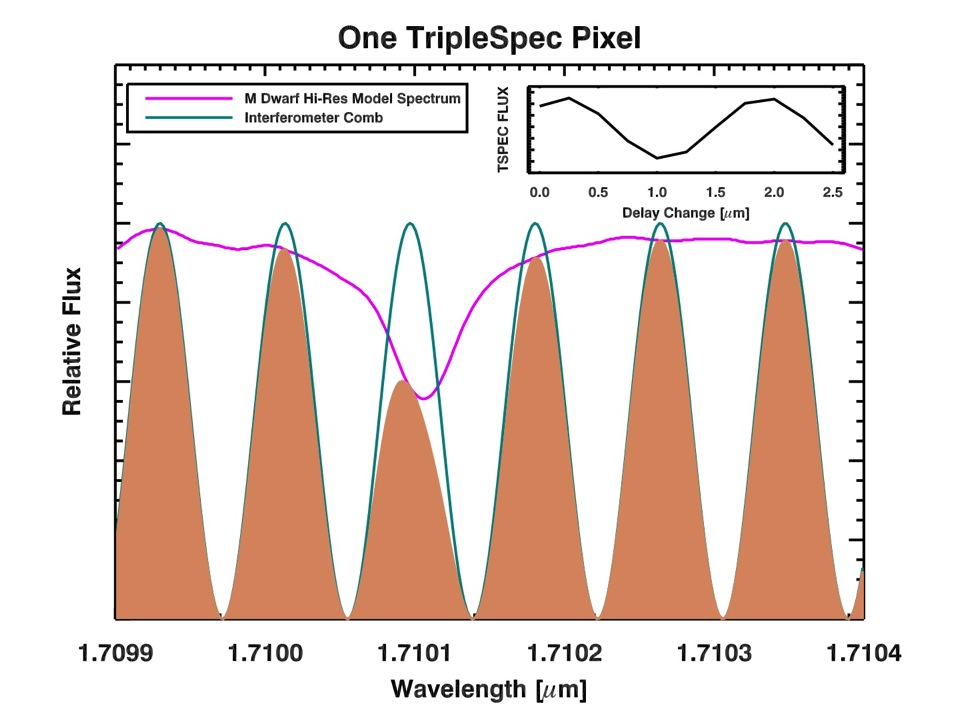 One TripleSpec Pixel
M Dwarf Hi-Res Model Spectrum
Interferometer Comb
TSPEC FLUX
0.0 0.5 1.0 1.5 2.0 2.5
Delay Change [μm]
Relative Flux
1.7099 1.7100 1.7101 1.7102 1.7103 1.7104
Wavelength [μm]